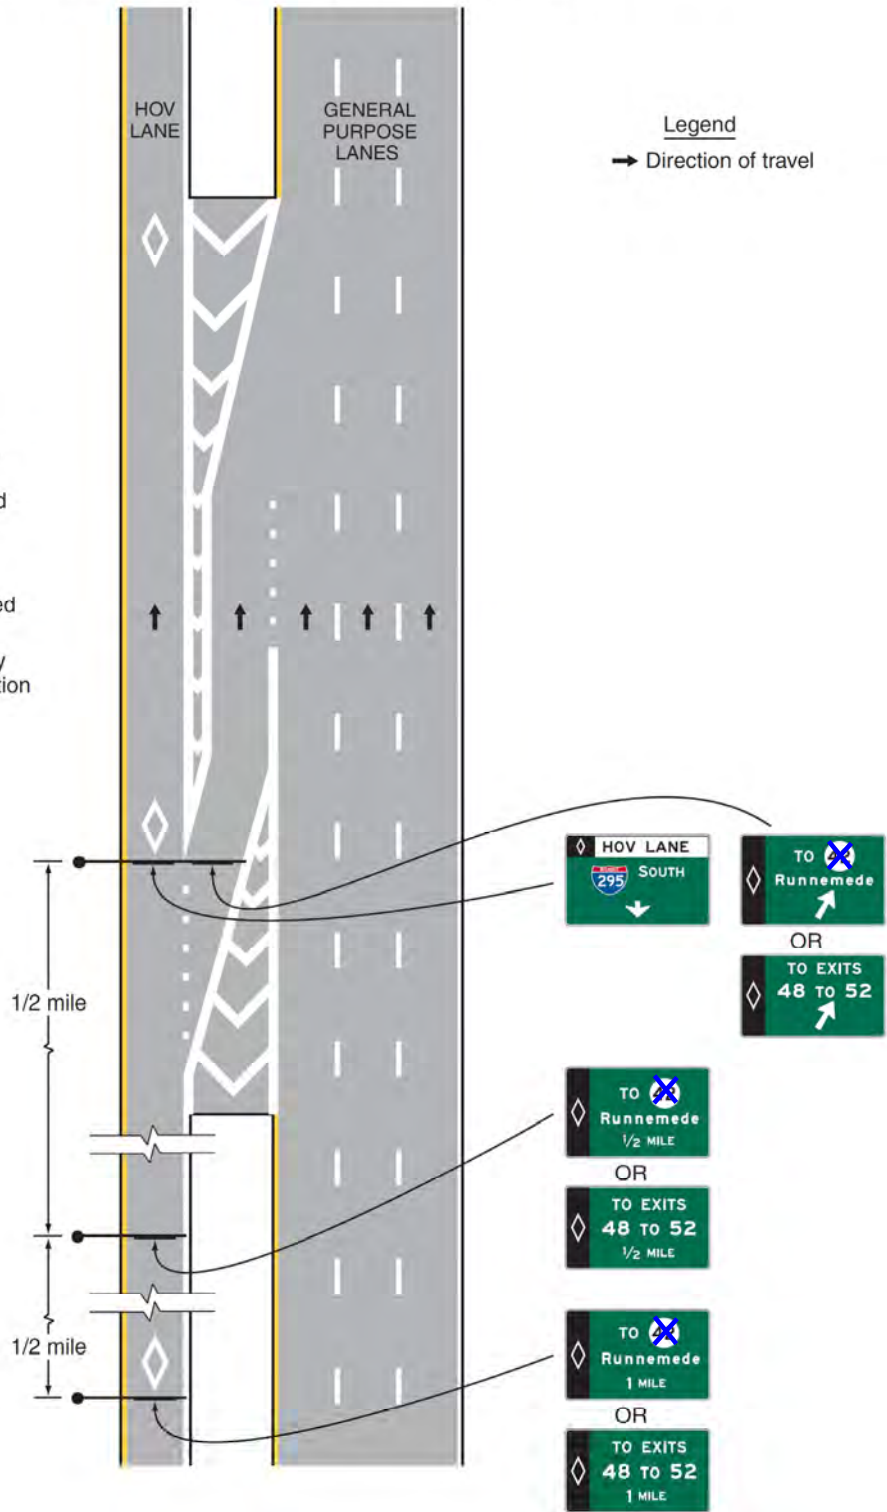 HOV
LANE
GENERAL
PURPOSE
LANES
Legend
Direction of travel
d
ed
y
tion
HOV LANE
INTERSTATE
295
SOUTH
TO
Runnemede
OR
TO EXITS
48 TO 52
1/2 mile
TO
Runnemede
1/2 MILE
OR
TO EXITS
48 TO 52
1/2 MILE
1/2 mile
TO
Runnemede
1 MILE
OR
TO EXITS
48 TO 52
1 MILE